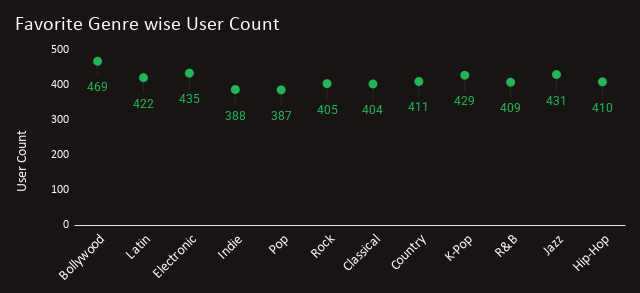 Favorite Genre wise User Count
500
400
300
200
100
0
User Count
469
422
435
388
387
405
404
411
429
409
431
410
Bollywood
Latin
Electronic
Indie
Pop
Rock
Classical
Country
K-Pop
R&B
Jazz
Hip-Hop